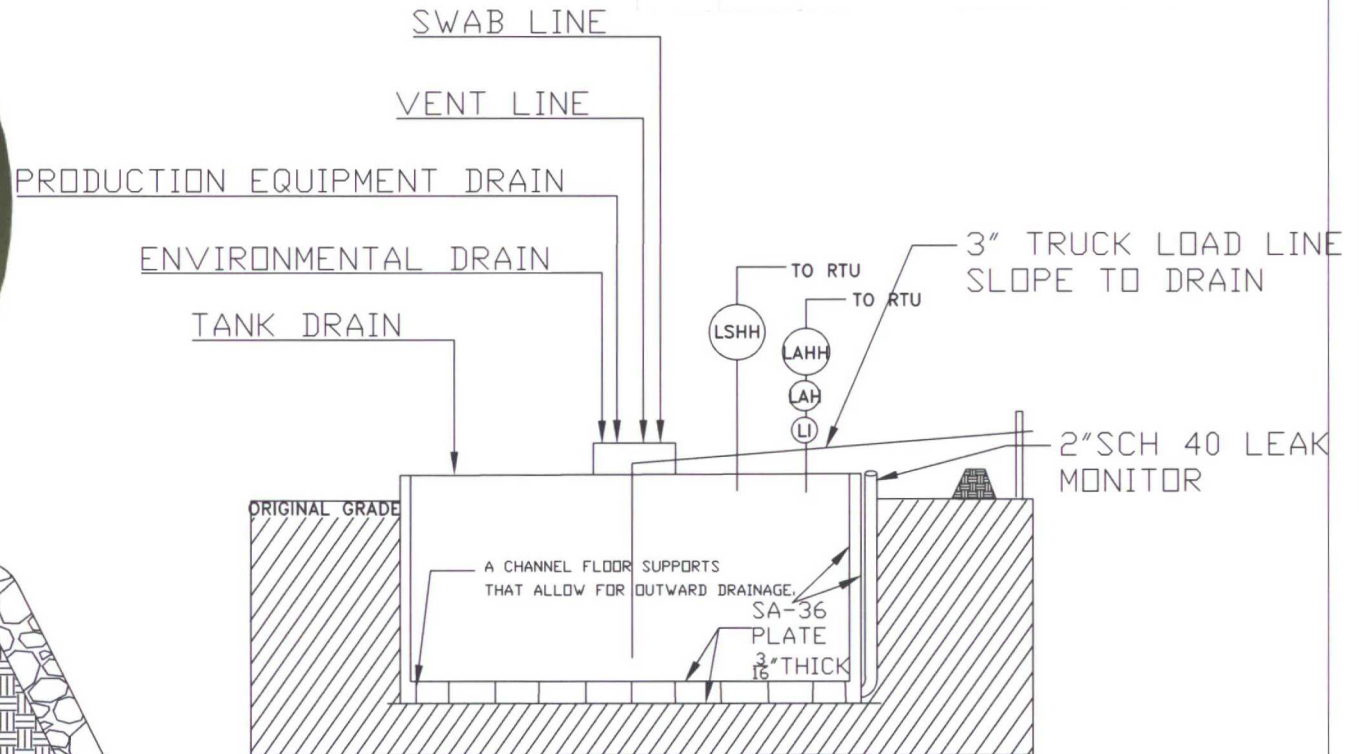 SWAB LINE
VENT LINE
PRODUCTION EQUIPMENT DRAIN
ENVIRONMENTAL DRAIN
TANK DRAIN
TO RTU
TO RTU
3" TRUCK LOAD LINE
SLOPE TO DRAIN
LSHH
LAHH
LAH
LI
2"SCH 40 LEAK
MONITOR
ORIGINAL GRADE
A CHANNEL FLOOR SUPPORTS
THAT ALLOW FOR OUTWARD DRAINAGE.
SA-36
PLATE
3/16"THICK